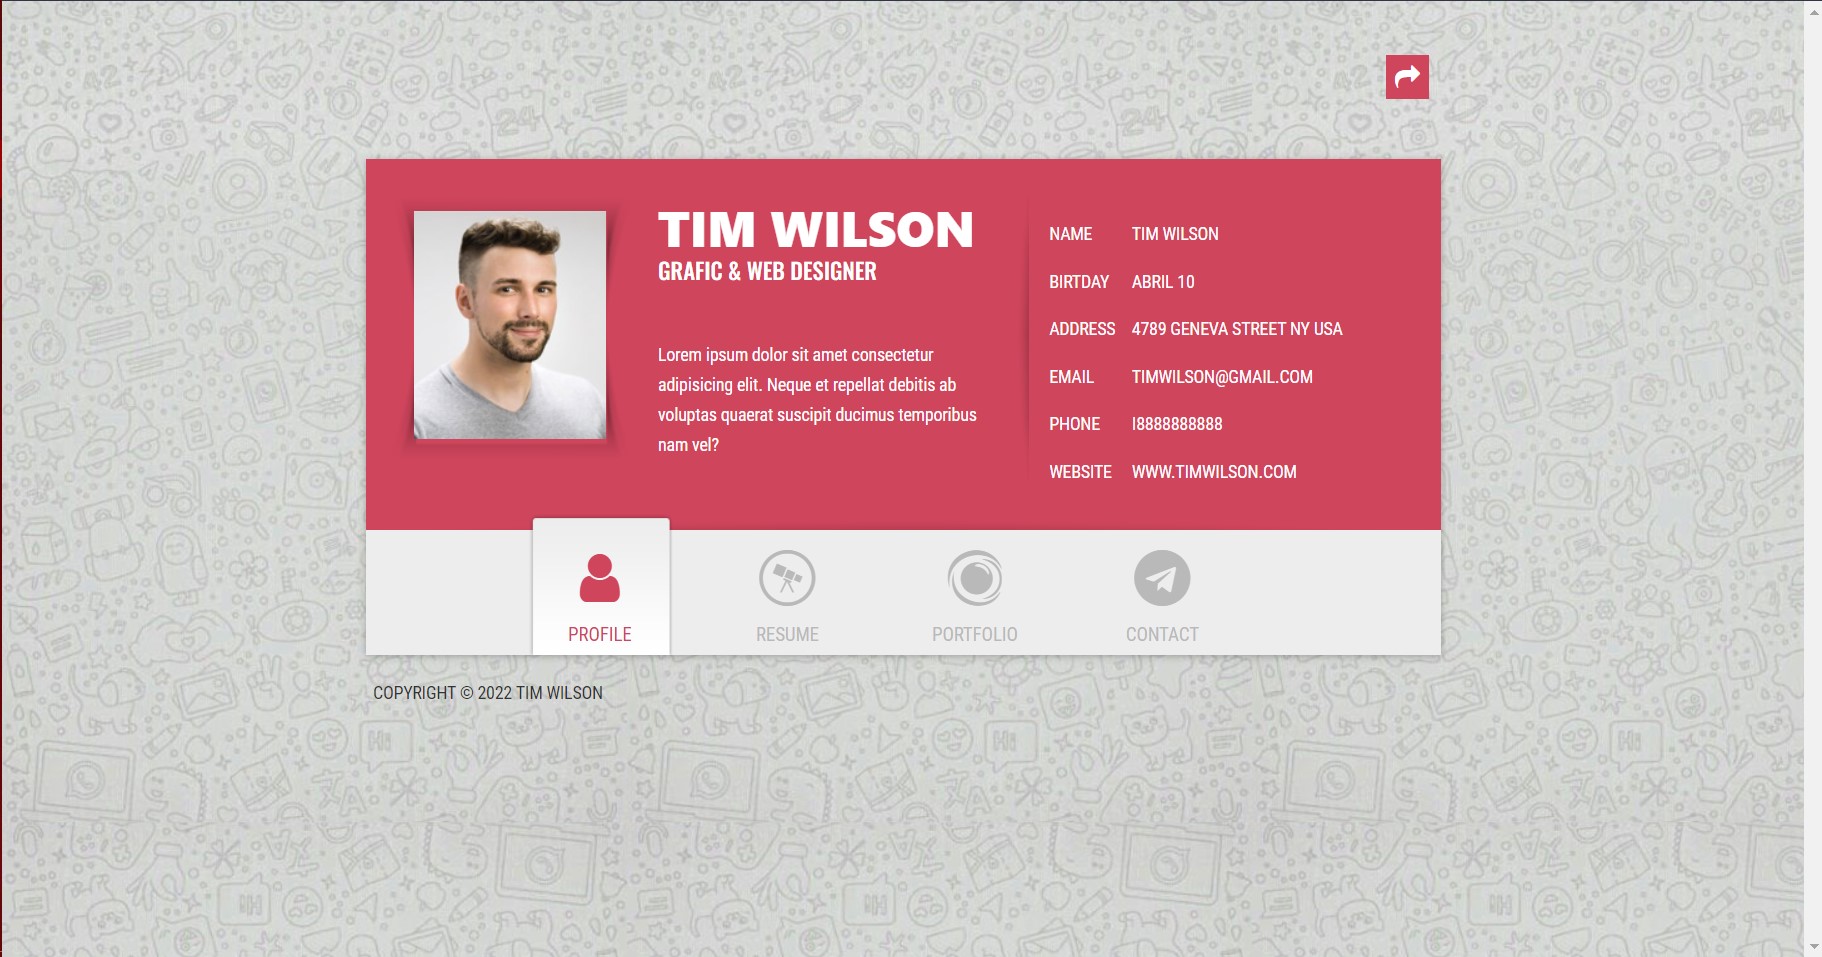 TIM WILSON
GRAFIC & WEB DESIGNER
Lorem ipsum dolor sit amet consectetur
adipisicing elit. Neque et repellat debitis ab
voluptas quaerat suscipit ducimus temporibus
nam vel?
NAME TIM WILSON
BIRTDAY ABRIL 10
ADDRESS 4789 GENEVA STREET NY USA
EMAIL TIMWILSON@GMAIL.COM
PHONE I8888888888
WEBSITE WWW.TIMWILSON.COM
PROFILE RESUME PORTFOLIO CONTACT
COPYRIGHT © 2022 TIM WILSON